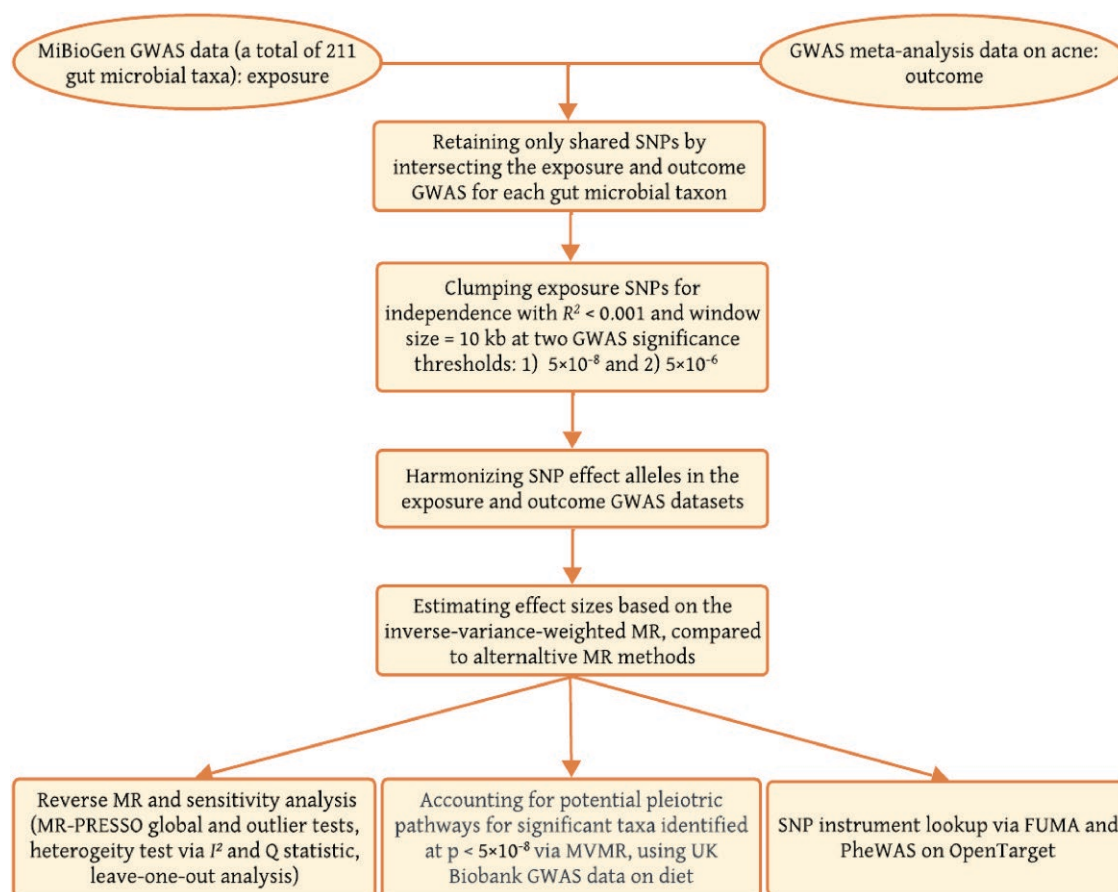 MiBioGen GWAS data (a total of 211
gut microbial taxa): exposure
GWAS meta-analysis data on acne:
outcome
Retaining only shared SNPs by
intersecting the exposure and outcome
GWAS for each gut microbial taxon
Clumping exposure SNPs for
independence with R² < 0.001 and window
size = 10 kb at two GWAS significance
thresholds: 1) 5×10⁻⁸ and 2) 5×10⁻⁶
Harmonizing SNP effect alleles in the
exposure and outcome GWAS datasets
Estimating effect sizes based on the
inverse-variance-weighted MR, compared
to alternaltive MR methods
Reverse MR and sensitivity analysis
(MR-PRESSO global and outlier tests,
heterogeity test via I² and Q statistic,
leave-one-out analysis)
Accounting for potential pleiotric
pathways for significant taxa identified
at p < 5×10⁻⁸ via MVMR, using UK
Biobank GWAS data on diet
SNP instrument lookup via FUMA and
PheWAS on OpenTarget